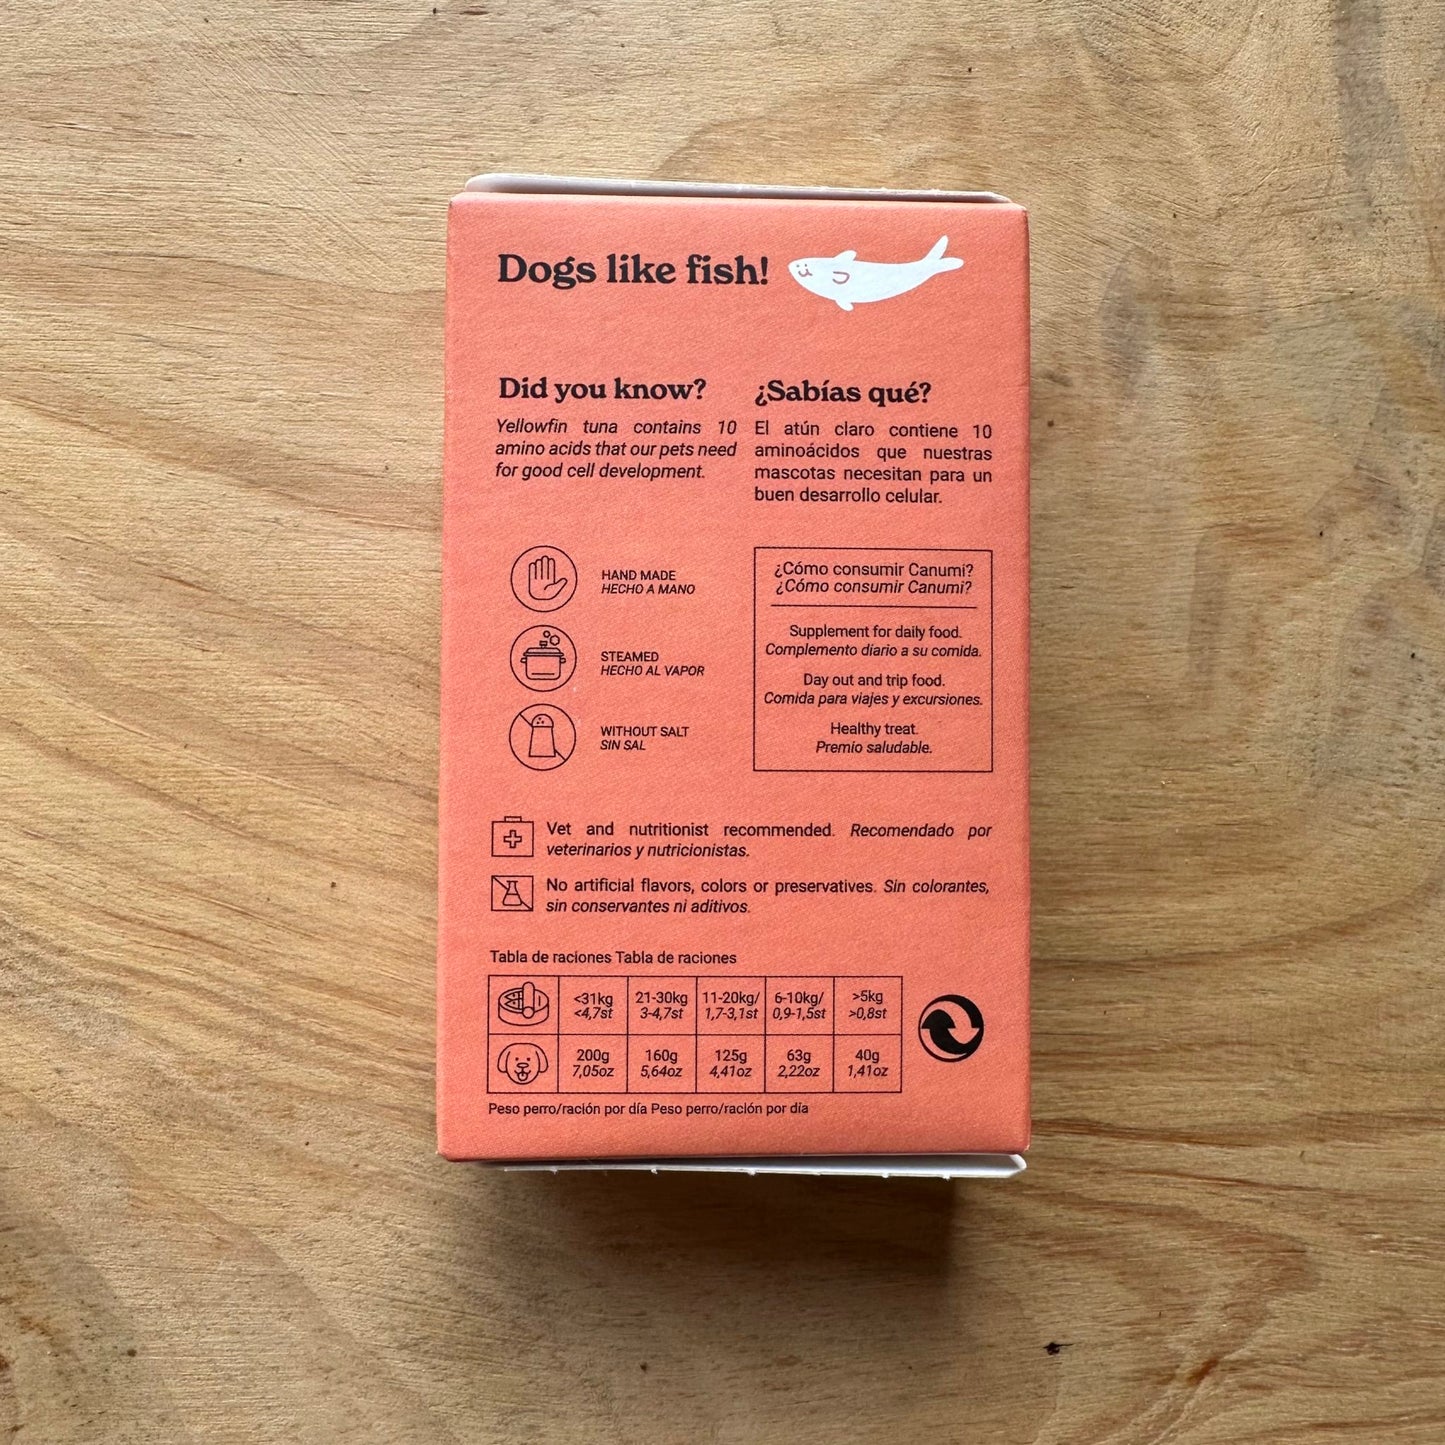 Dogs like fish!
Did you know?
Yellowfin tuna contains 10
amino acids that our pets need
for good cell development.
¿Sabías qué?
El atún claro contiene 10
aminoácidos que nuestras
mascotas necesitan para un
buen desarrollo celular.
HAND MADE
HECHO A MANO
STEAMED
HECHO AL VAPOR
WITHOUT SALT
SIN SAL
¿Cómo consumir Canumi?
¿Cómo consumir Canumi?
Supplement for daily food.
Complemento diario a su comida.
Day out and trip food.
Comida para viajes y excursiones.
Healthy treat.
Premio saludable.
Vet and nutritionist recommended. Recomendado por
veterinarios y nutricionistas.
No artificial flavors, colors or preservatives. Sin colorantes,
sin conservantes ni aditivos.
Tabla de raciones Tabla de raciones
<31kg 21-30kg 11-20kg/ 6-10kg/ >5kg
<4,7st 3-4,7st 1,7-3,1st 0,9-1,5st >0,8st
200g 160g 125g 63g 40g
7,05oz 5,64oz 4,41oz 2,22oz 1,41oz
Peso perro/ración por día Peso perro/ración por día